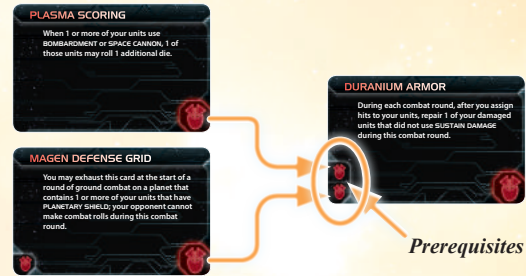 PLASMA SCORING
When 1 or more of your units use
BOMBARDMENT or SPACE CANNON, 1 of
those units may roll 1 additional die.
MAGEN DEFENSE GRID
You may exhaust this card at the start of a
round of ground combat on a planet that
contains 1 or more of your units that have
PLANETARY SHIELD; your opponent cannot
make combat rolls during this combat
round.
DURANIUM ARMOR
During each combat round, after you assign
hits to your units, repair 1 of your damaged
units that did not use SUSTAIN DAMAGE
during this combat round.
Prerequisites